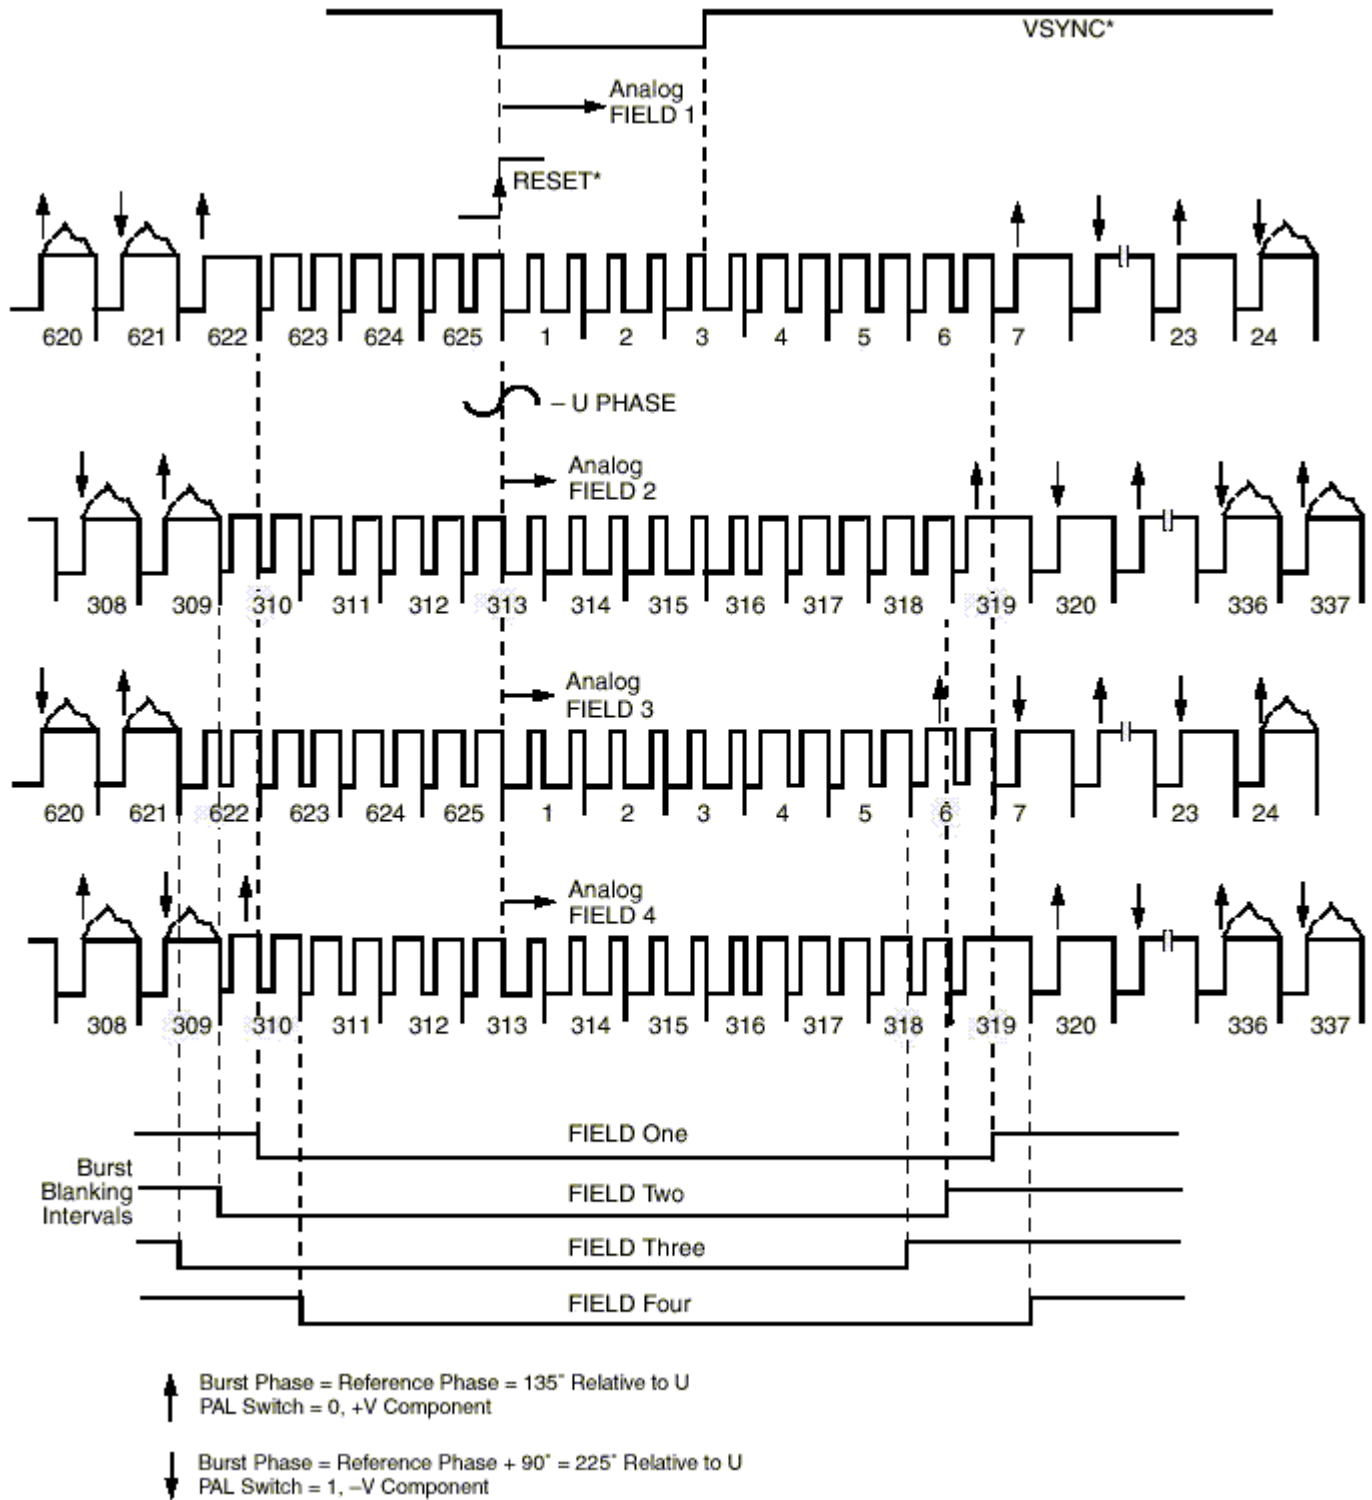 VSYNC*
Analog
FIELD 1
RESET*
620 621 622 623 624 625 1 2 3 4 5 6 7 23 24
– U PHASE
Analog
FIELD 2
308 309 310 311 312 313 314 315 316 317 318 319 320 336 337
Analog
FIELD 3
620 621 622 623 624 625 1 2 3 4 5 6 7 23 24
Analog
FIELD 4
308 309 310 311 312 313 314 315 316 317 318 319 320 336 337
FIELD One
Burst
Blanking
Intervals
FIELD Two
FIELD Three
FIELD Four
Burst Phase = Reference Phase = 135° Relative to U
PAL Switch = 0, +V Component
Burst Phase = Reference Phase + 90° = 225° Relative to U
PAL Switch = 1, –V Component